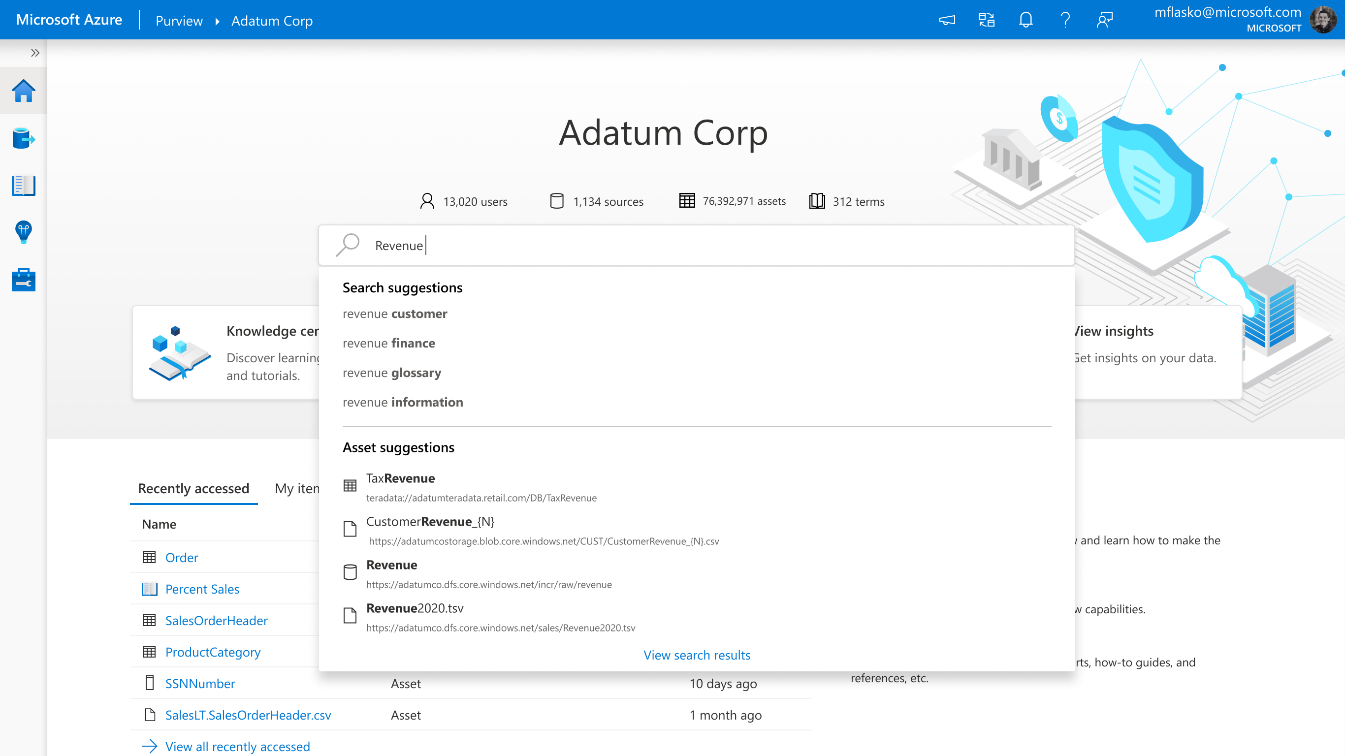 Microsoft Azure
Purview ▸ Adatum Corp
mflasko@microsoft.com
MICROSOFT
Adatum Corp
13,020 users
1,134 sources
76,392,971 assets
312 terms
Revenue
Search suggestions
revenue customer
revenue finance
revenue glossary
revenue information
Asset suggestions
TaxRevenue
teradata://adatumteradata.retail.com/DB/TaxRevenue
CustomerRevenue_{N}
https://adatumcostorage.blob.core.windows.net/CUST/CustomerRevenue_{N}.csv
Revenue
https://adatumco.dfs.core.windows.net/incr/raw/revenue
Revenue2020.tsv
https://adatumco.dfs.core.windows.net/sales/Revenue2020.tsv
View search results
Knowledge
Discover learning
and tutorials.
View insights
Get insights on your data.
Recently accessed
My
Name
Order
Percent Sales
SalesOrderHeader
ProductCategory
SSNNumber Asset 10 days ago
SalesLT.SalesOrderHeader.csv Asset 1 month ago
View all recently accessed
and learn how to make the
capabilities.
how-to guides, and
references, etc.